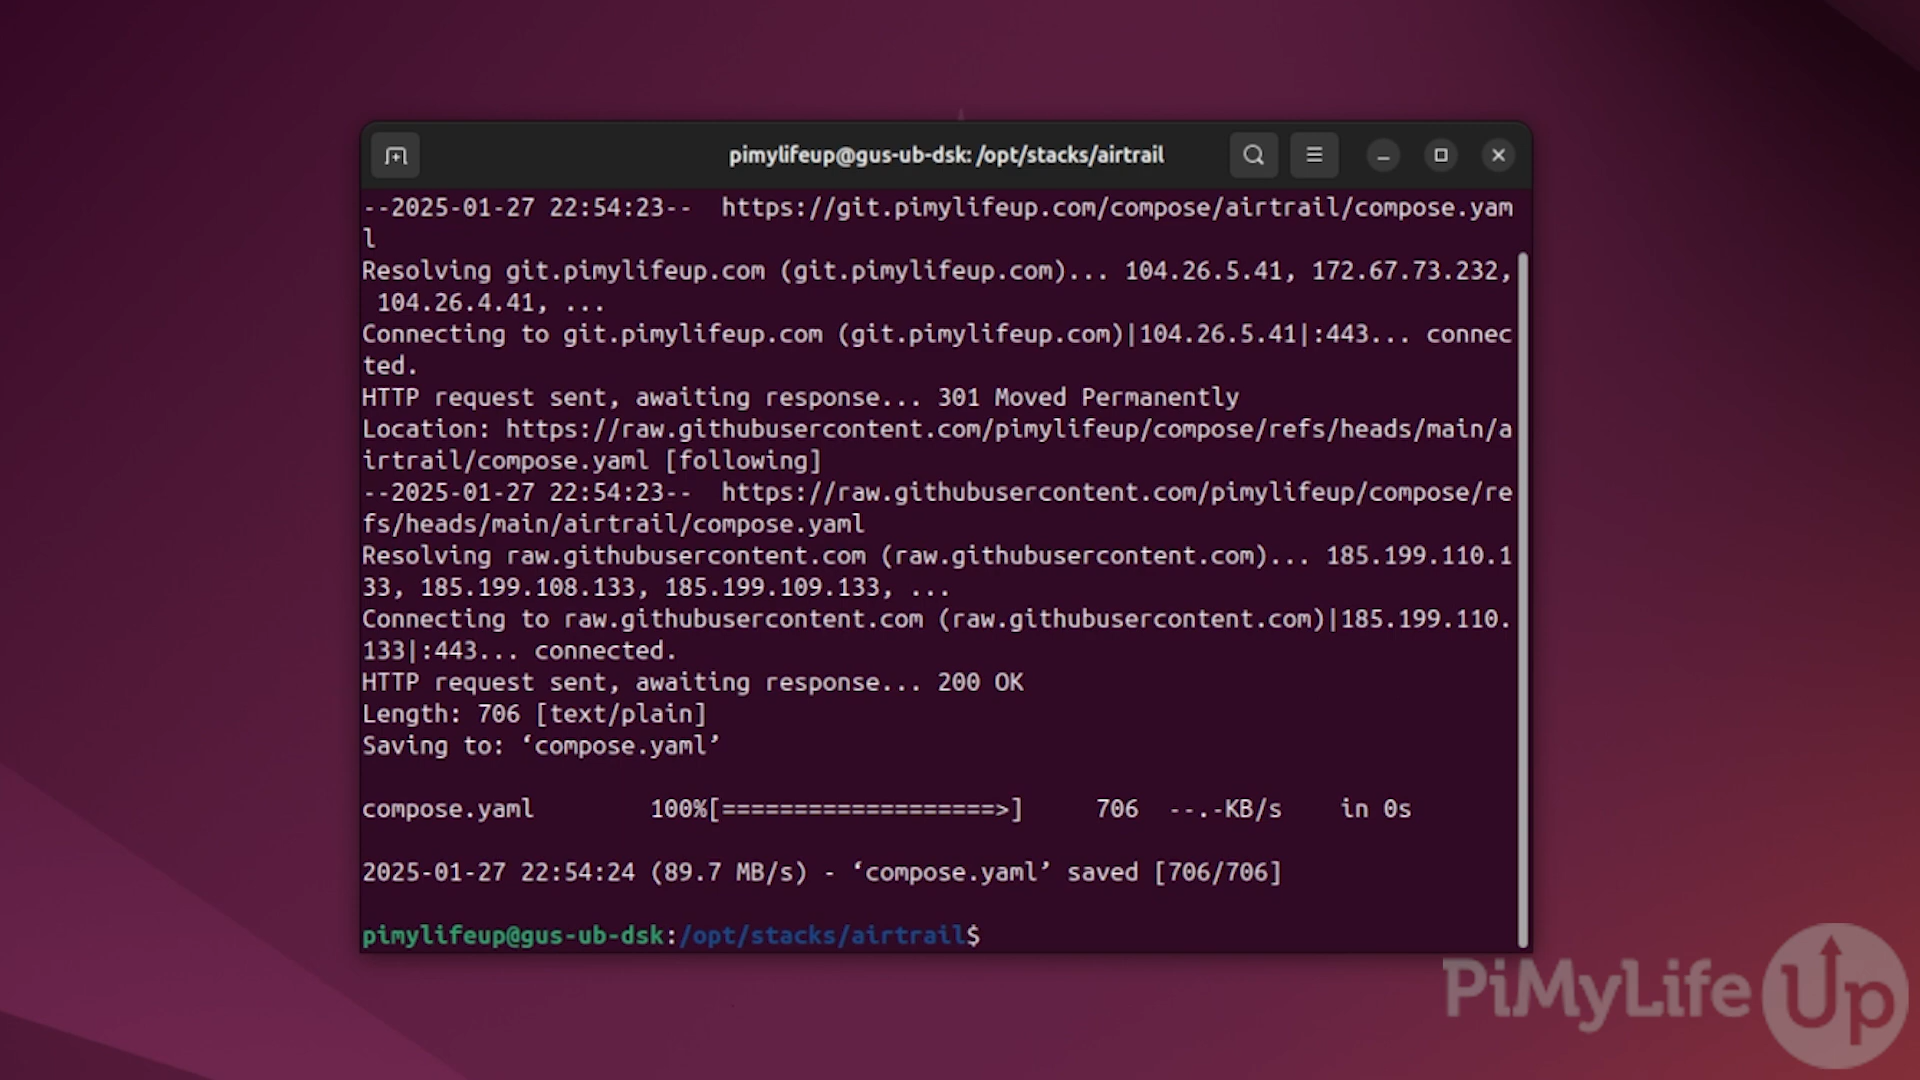 pimylifeup@gus-ub-dsk: /opt/stacks/airtrail
--2025-01-27 22:54:23--  https://git.pimylifeup.com/compose/airtrail/compose.yam
l
Resolving git.pimylifeup.com (git.pimylifeup.com)... 104.26.5.41, 172.67.73.232,
 104.26.4.41, ...
Connecting to git.pimylifeup.com (git.pimylifeup.com)|104.26.5.41|:443... connec
ted.
HTTP request sent, awaiting response... 301 Moved Permanently
Location: https://raw.githubusercontent.com/pimylifeup/compose/refs/heads/main/a
irtrail/compose.yaml [following]
--2025-01-27 22:54:23--  https://raw.githubusercontent.com/pimylifeup/compose/re
fs/heads/main/airtrail/compose.yaml
Resolving raw.githubusercontent.com (raw.githubusercontent.com)... 185.199.110.1
33, 185.199.108.133, 185.199.109.133, ...
Connecting to raw.githubusercontent.com (raw.githubusercontent.com)|185.199.110.
133|:443... connected.
HTTP request sent, awaiting response... 200 OK
Length: 706 [text/plain]
Saving to: ‘compose.yaml’
compose.yaml        100%[===================>]     706  --.-KB/s    in 0s
2025-01-27 22:54:24 (89.7 MB/s) - ‘compose.yaml’ saved [706/706]
pimylifeup@gus-ub-dsk:/opt/stacks/airtrail$
PiMyLife Up